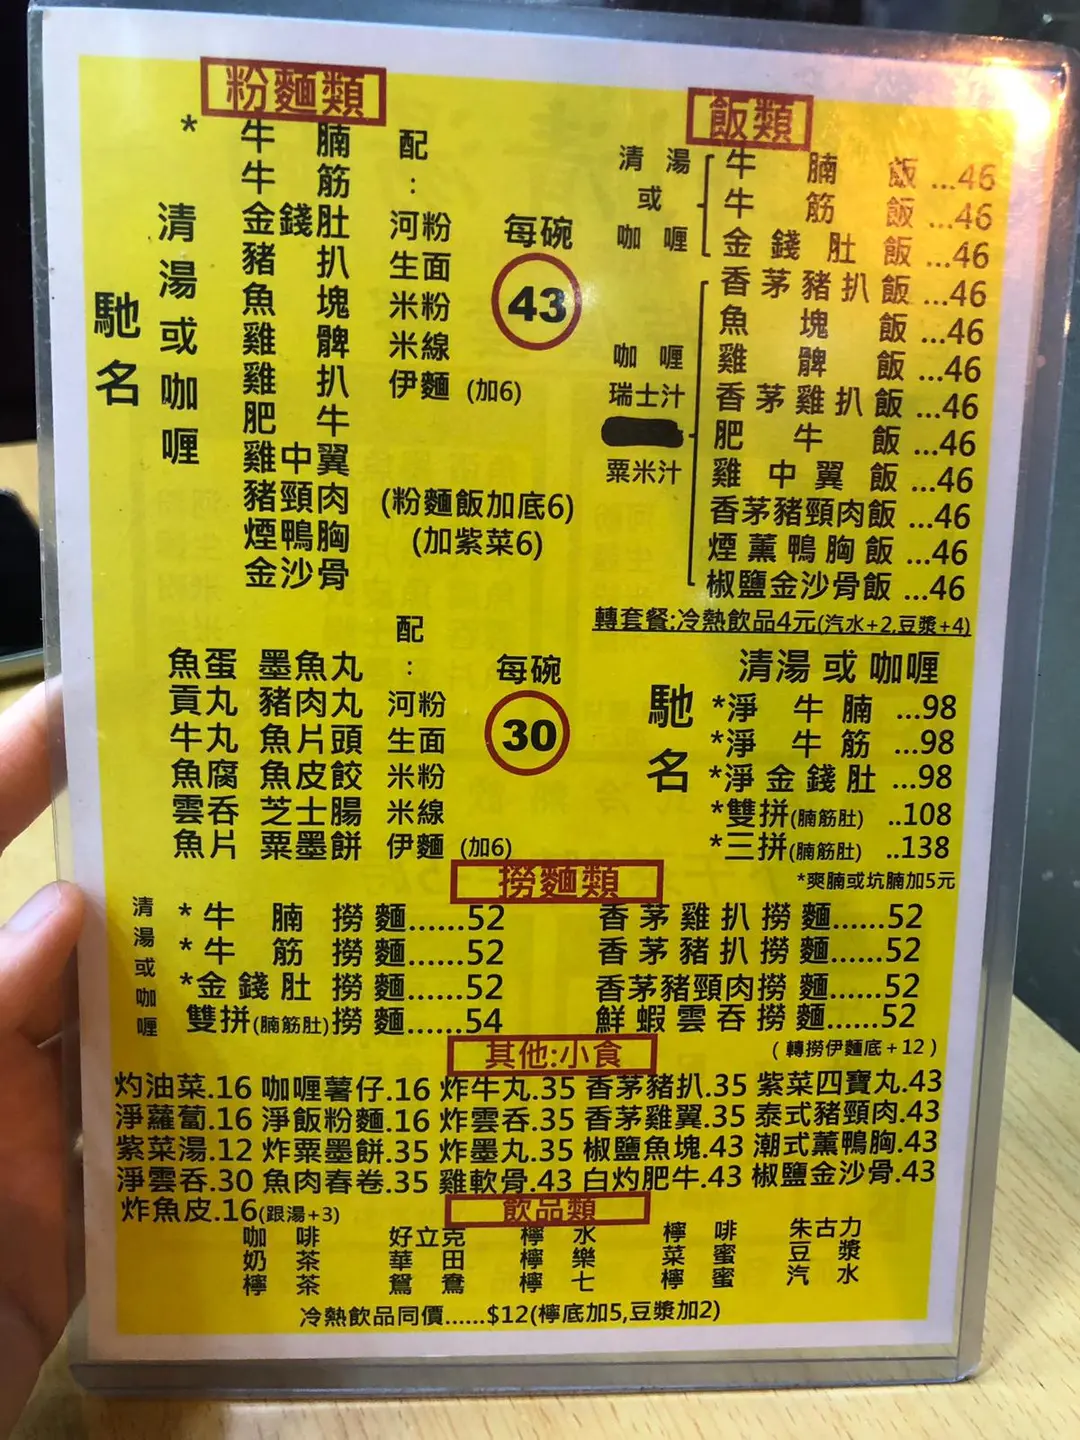 粉麵類
* 牛腩
牛筋
金錢肚
豬扒
魚塊
雞髀
雞扒
肥牛
雞中翼
豬頸肉
煙鴨胸
金沙骨
馳名
清湯或咖喱
配
:
河粉
生面
米粉
米線
伊麵 (加6)
每碗
43
(粉麵飯加底6)
(加紫菜6)
魚蛋 墨魚丸
貢丸 豬肉丸
牛丸 魚片頭
魚腐 魚皮餃
雲吞 芝士腸
魚片 粟墨餅
配
:
河粉
生面
米粉
米線
伊麵 (加6)
每碗
30
飯類
清湯
或
咖喱
牛腩飯...46
牛筋飯...46
金錢肚飯...46
咖喱
瑞士汁
粟米汁
香茅豬扒飯...46
魚塊飯...46
雞髀飯...46
香茅雞扒飯...46
肥牛飯...46
雞中翼飯...46
香茅豬頸肉飯...46
煙薰鴨胸飯...46
椒鹽金沙骨飯...46
轉套餐:冷熱飲品4元(汽水+2,豆漿+4)
清湯或咖喱
馳名
*淨牛腩...98
*淨牛筋...98
*淨金錢肚...98
*雙拼(腩筋肚)..108
*三拼(腩筋肚)..138
*爽腩或坑腩加5元
撈麵類
清湯或咖喱
*牛腩撈麵......52
*牛筋撈麵......52
*金錢肚撈麵......52
雙拼(腩筋肚)撈麵......54
香茅雞扒撈麵......52
香茅豬扒撈麵......52
香茅豬頸肉撈麵......52
鮮蝦雲吞撈麵......52
(轉撈伊麵底+12)
其他:小食
灼油菜.16 咖喱薯仔.16 炸牛丸.35 香茅豬扒.35 紫菜四寶丸.43
淨蘿蔔.16 淨飯粉麵.16 炸雲吞.35 香茅雞翼.35 泰式豬頸肉.43
紫菜湯.12 炸粟墨餅.35 炸墨丸.35 椒鹽魚塊.43 潮式薰鴨胸.43
淨雲吞.30 魚肉春卷.35 雞軟骨.43 白灼肥牛.43 椒鹽金沙骨.43
炸魚皮.16(跟湯+3)
飲品類
咖啡 好立克 檸水 檸啡 朱古力
奶茶 華田 檸樂 菜蜜 豆漿
檸茶 鴛鴦 檸七 檸蜜 汽水
冷熱飲品同價......$12(檸底加5,豆漿加2)